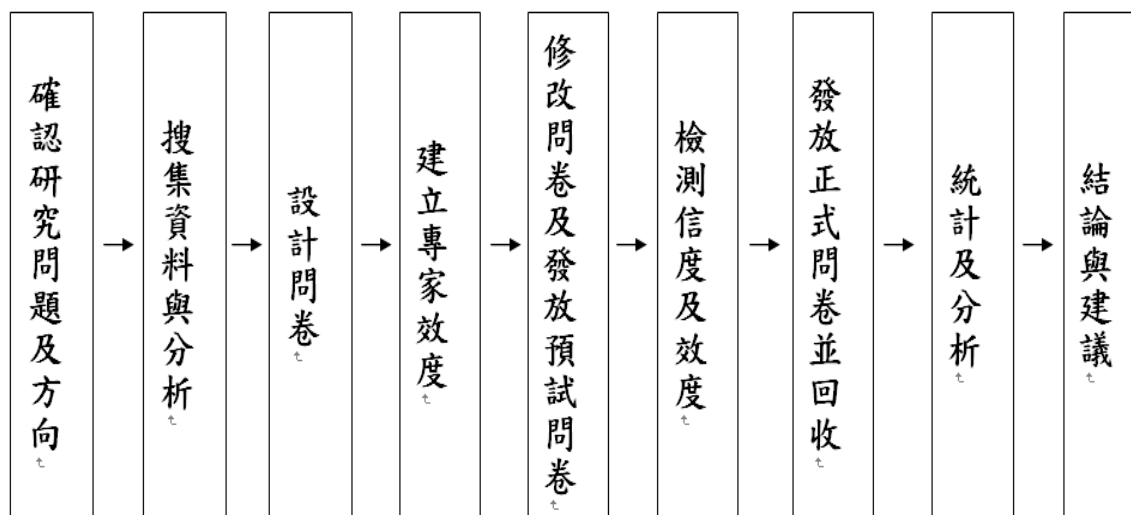 確認研究問題及方向
搜集資料與分析
設計問卷
建立專家效度
修改問卷及發放預試問卷
檢測信度及效度
發放正式問卷並回收
統計及分析
結論與建議